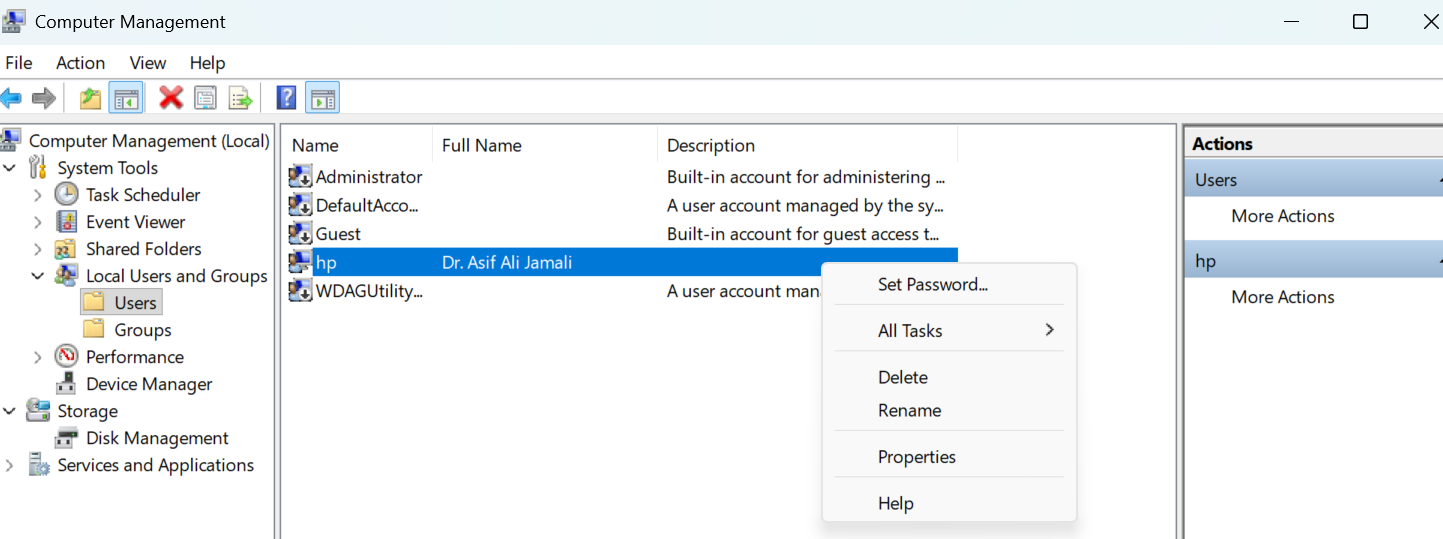 Computer Management
File Action View Help
Computer Management (Local)
System Tools
Task Scheduler
Event Viewer
Shared Folders
Local Users and Groups
Users
Groups
Performance
Device Manager
Storage
Disk Management
Services and Applications
Name Full Name Description
Administrator Built-in account for administering ...
DefaultAcco... A user account managed by the sy...
Guest Built-in account for guest access t...
hp Dr. Asif Ali Jamali
WDAGUtility... A user account man
Set Password...
All Tasks
Delete
Rename
Properties
Help
Actions
Users
More Actions
hp
More Actions